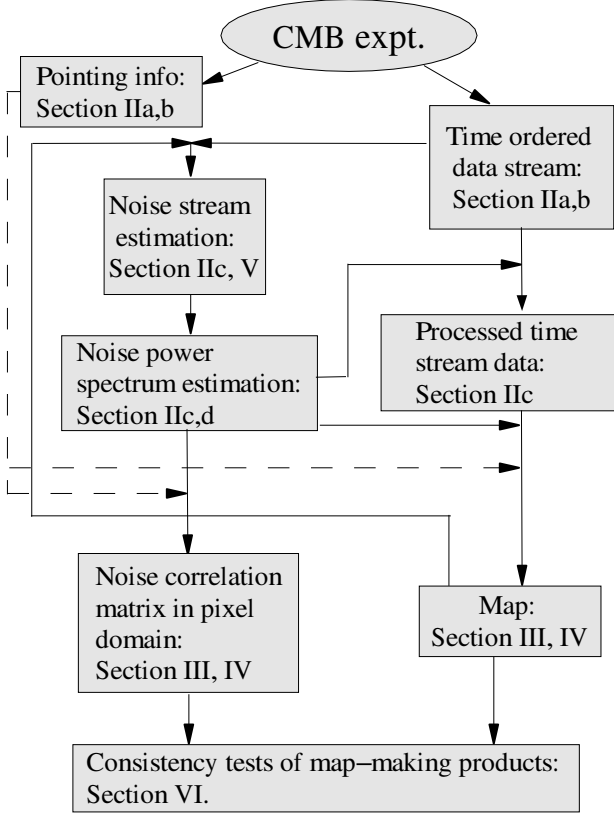 CMB expt.
Pointing info:
Section IIa,b
Time ordered
data stream:
Section IIa,b
Noise stream
estimation:
Section IIc, V
Noise power
spectrum estimation:
Section IIc,d
Processed time
stream data:
Section IIc
Noise correlation
matrix in pixel
domain:
Section III, IV
Map:
Section III, IV
Consistency tests of map−making products:
Section VI.